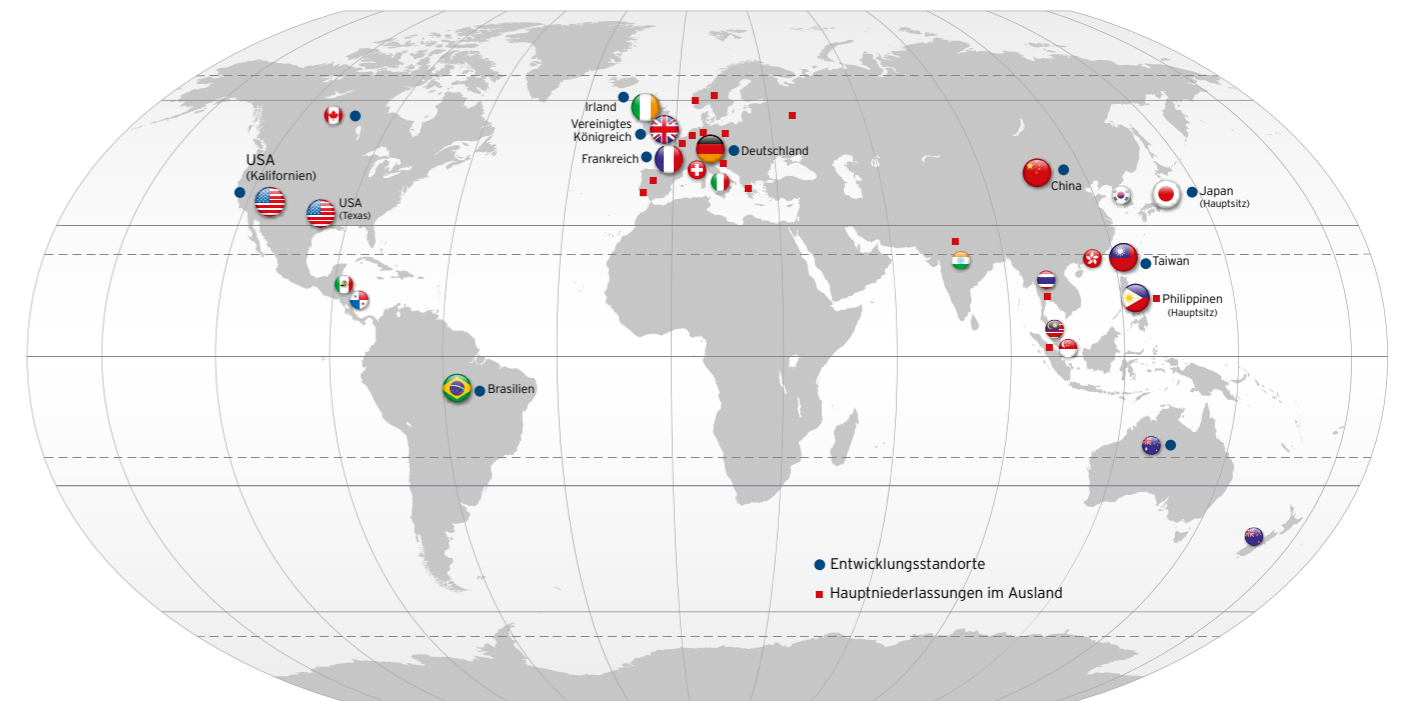 Irland
Vereinigtes
Königreich
Frankreich
Deutschland
USA
(Kalifornien)
USA
(Texas)
China
Japan
(Hauptsitz)
Taiwan
Philippinen
(Hauptsitz)
Brasilien
Entwicklungsstandorte
Hauptniederlassungen im Ausland